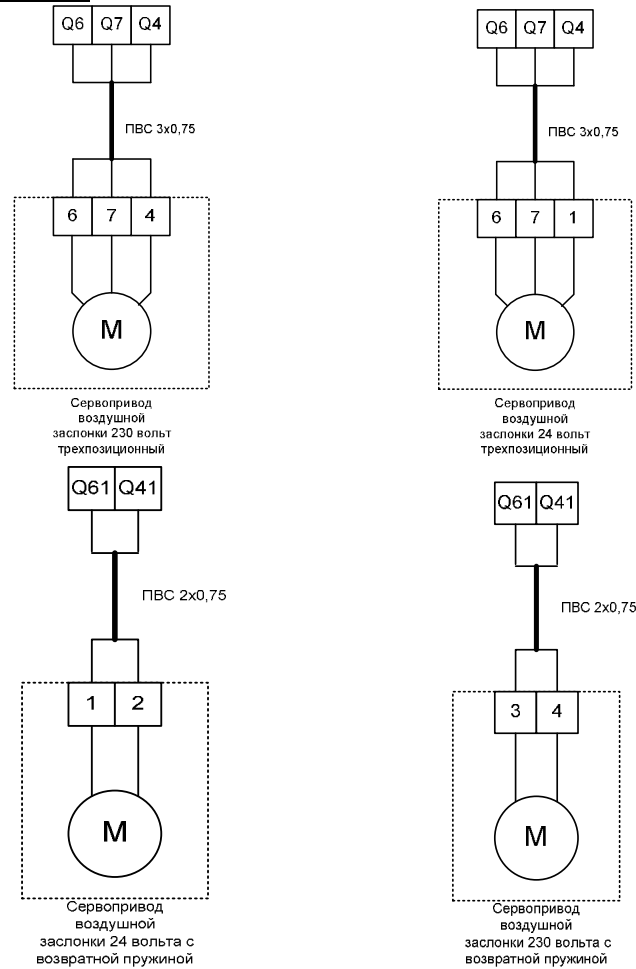 Q6 Q7 Q4
ПВС 3х0,75
6 7 4
М
Сервопривод
воздушной
заслонки 230 вольт
трехпозиционный
Q6 Q7 Q4
ПВС 3х0,75
6 7 1
М
Сервопривод
воздушной
заслонки 24 вольт
трехпозиционный
Q61 Q41
ПВС 2х0,75
1 2
М
Сервопривод
воздушной
заслонки 24 вольта с
возвратной пружиной
Q61 Q41
ПВС 2х0,75
3 4
М
Сервопривод
воздушной
заслонки 230 вольта с
возвратной пружиной